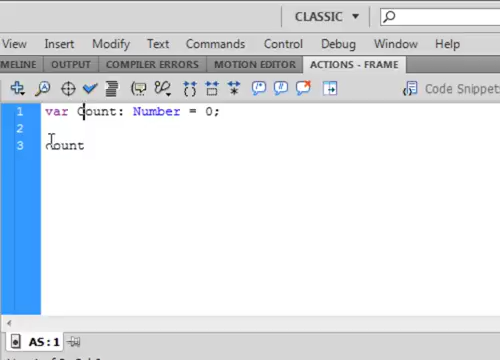 CLASSIC
View Insert Modify Text Commands Control Debug Window Help
MELINE OUTPUT COMPILER ERRORS MOTION EDITOR ACTIONS - FRAME
Code Snippets
1 var Count: Number = 0;
2
3 count
AS : 1